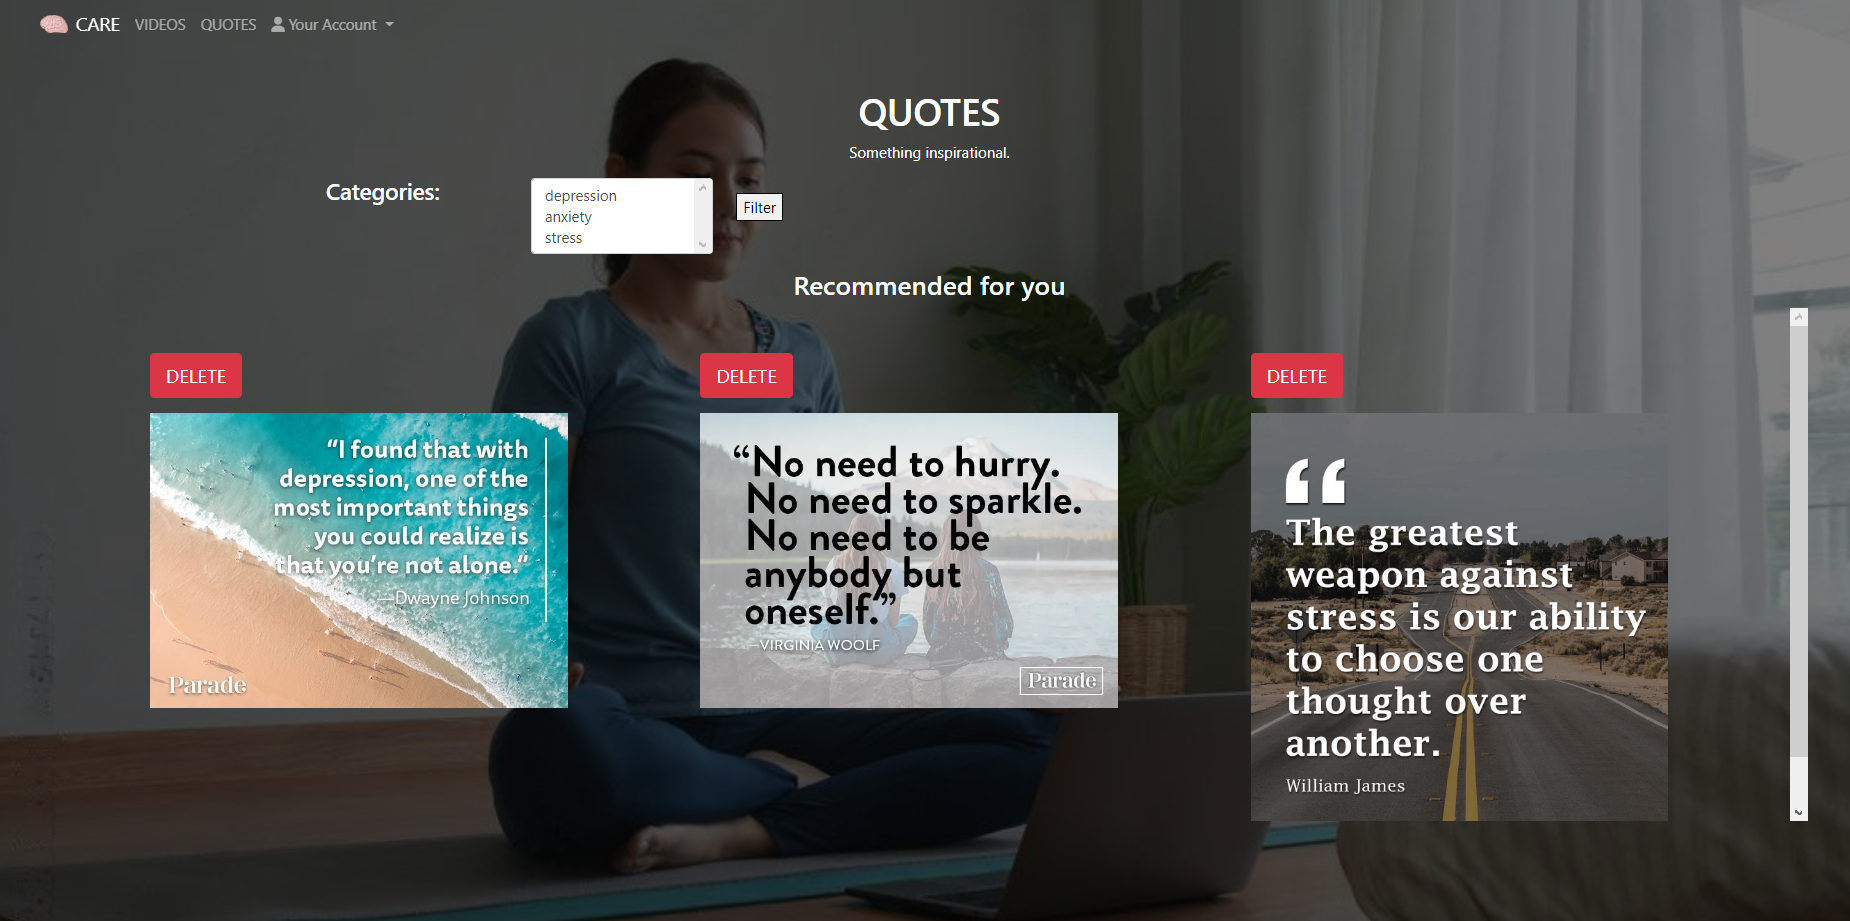 CARE VIDEOS QUOTES Your Account
QUOTES
Something inspirational.
Categories:
depression
anxiety
stress
Filter
Recommended for you
DELETE
“I found that with
depression, one of the
most important things
you could realize is
that you’re not alone.”
—Dwayne Johnson
Parade
DELETE
“No need to hurry.
No need to sparkle.
No need to be
anybody but
oneself.”
—VIRGINIA WOOLF
Parade
DELETE
“
The greatest
weapon against
stress is our ability
to choose one
thought over
another.
William James